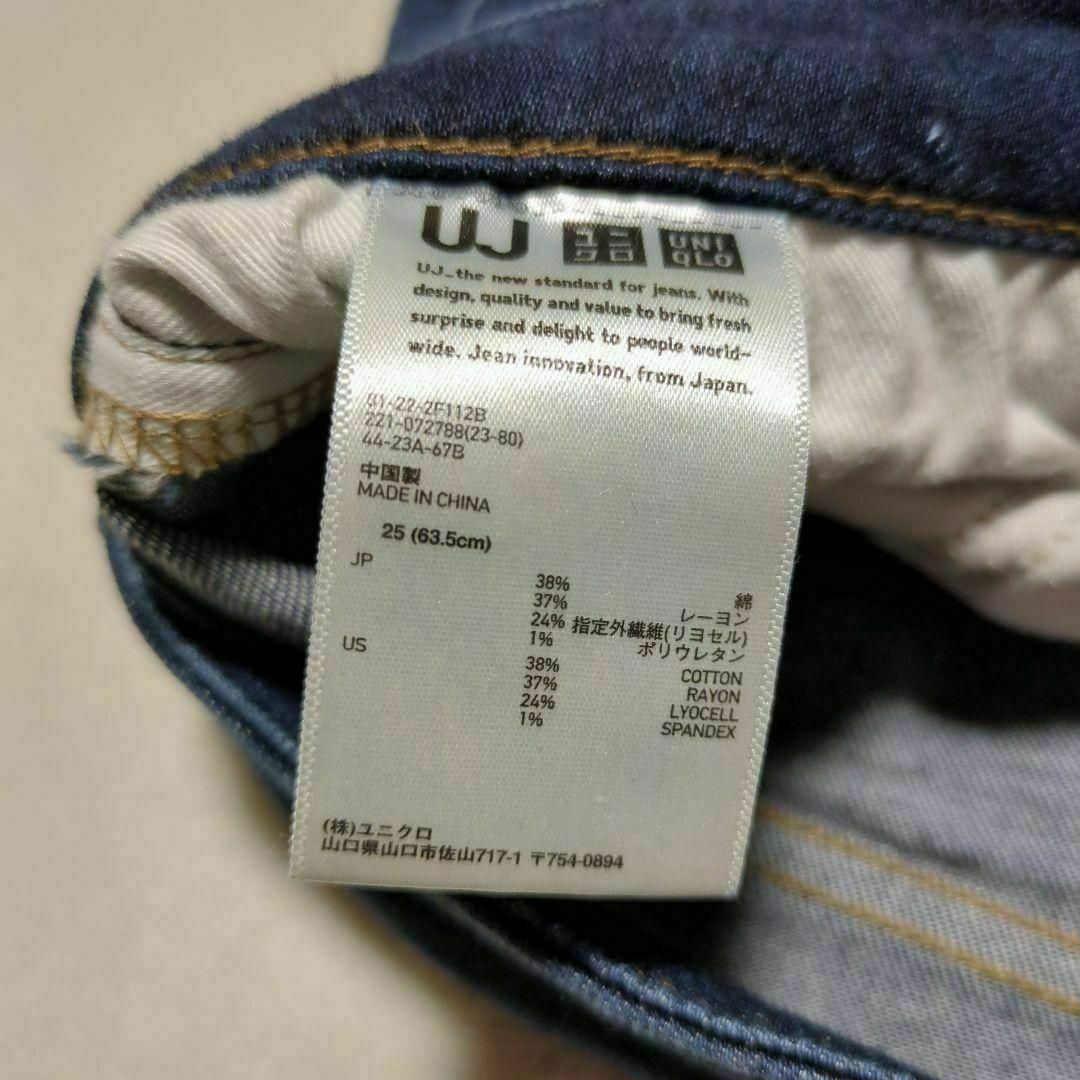 UJ ユニクロ UNIQLO
UJ_the new standard for jeans. With
design, quality and value to bring fresh
surprise and delight to people world-
wide. Jean innovation, from Japan.
81-22-2F112B
221-072788(23-80)
44-23A-67B
中国製
MADE IN CHINA
25 (63.5cm)
JP
38% 綿
37% レーヨン
24% 指定外繊維(リヨセル)
1% ポリウレタン
US
38% COTTON
37% RAYON
24% LYOCELL
1% SPANDEX
(株)ユニクロ
山口県山口市佐山717-1 〒754-0894